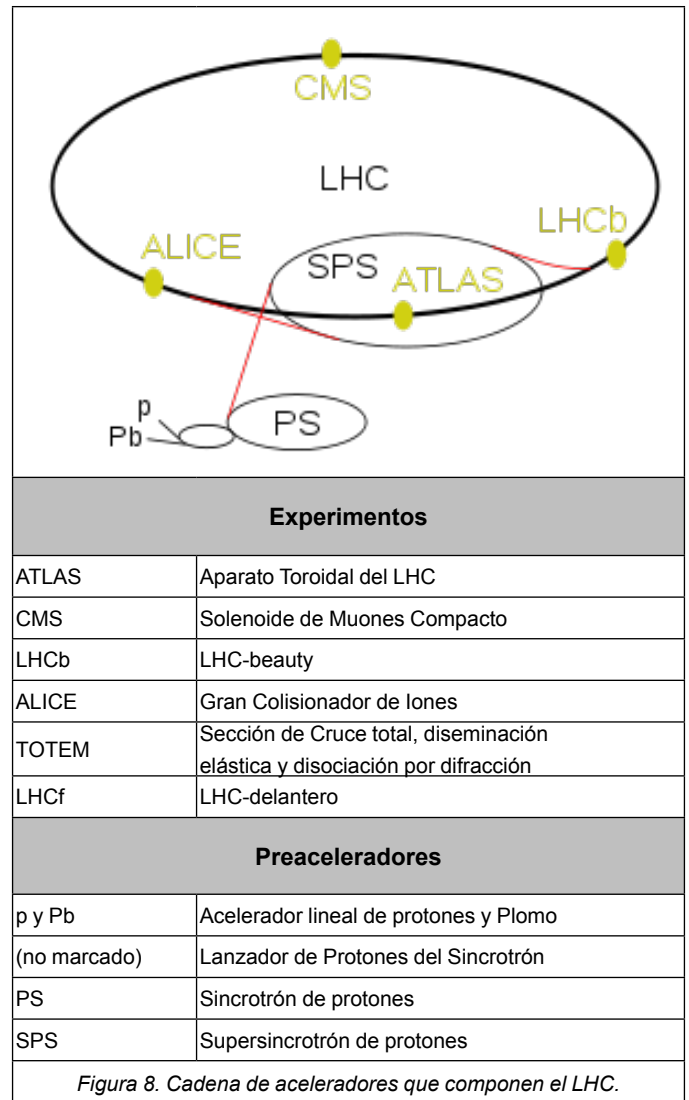 CMS
LHC
LHCb
ALICE
SPS
ATLAS
p
Pb
PS
Experimentos
ATLAS Aparato Toroidal del LHC
CMS Solenoide de Muones Compacto
LHCb LHC-beauty
ALICE Gran Colisionador de Iones
TOTEM Sección de Cruce total, diseminación
elástica y disociación por difracción
LHCf LHC-delantero
Preaceleradores
p y Pb Acelerador lineal de protones y Plomo
(no marcado) Lanzador de Protones del Sincrotrón
PS Sincrotrón de protones
SPS Supersincrotrón de protones
Figura 8. Cadena de aceleradores que componen el LHC.